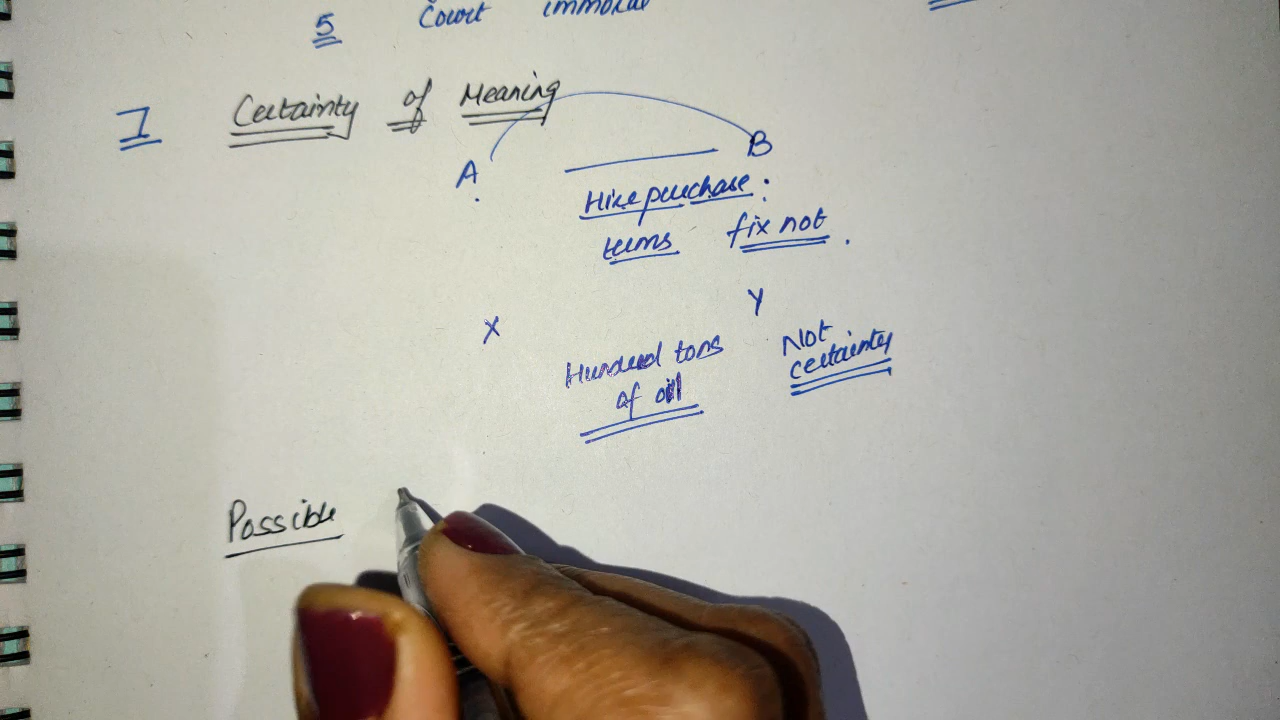 5 Court immoral
I Certainty of Meaning
A B
Hire purchase :
terms fix not .
X Y
Hundred tons Not
of oil certainty
Possible